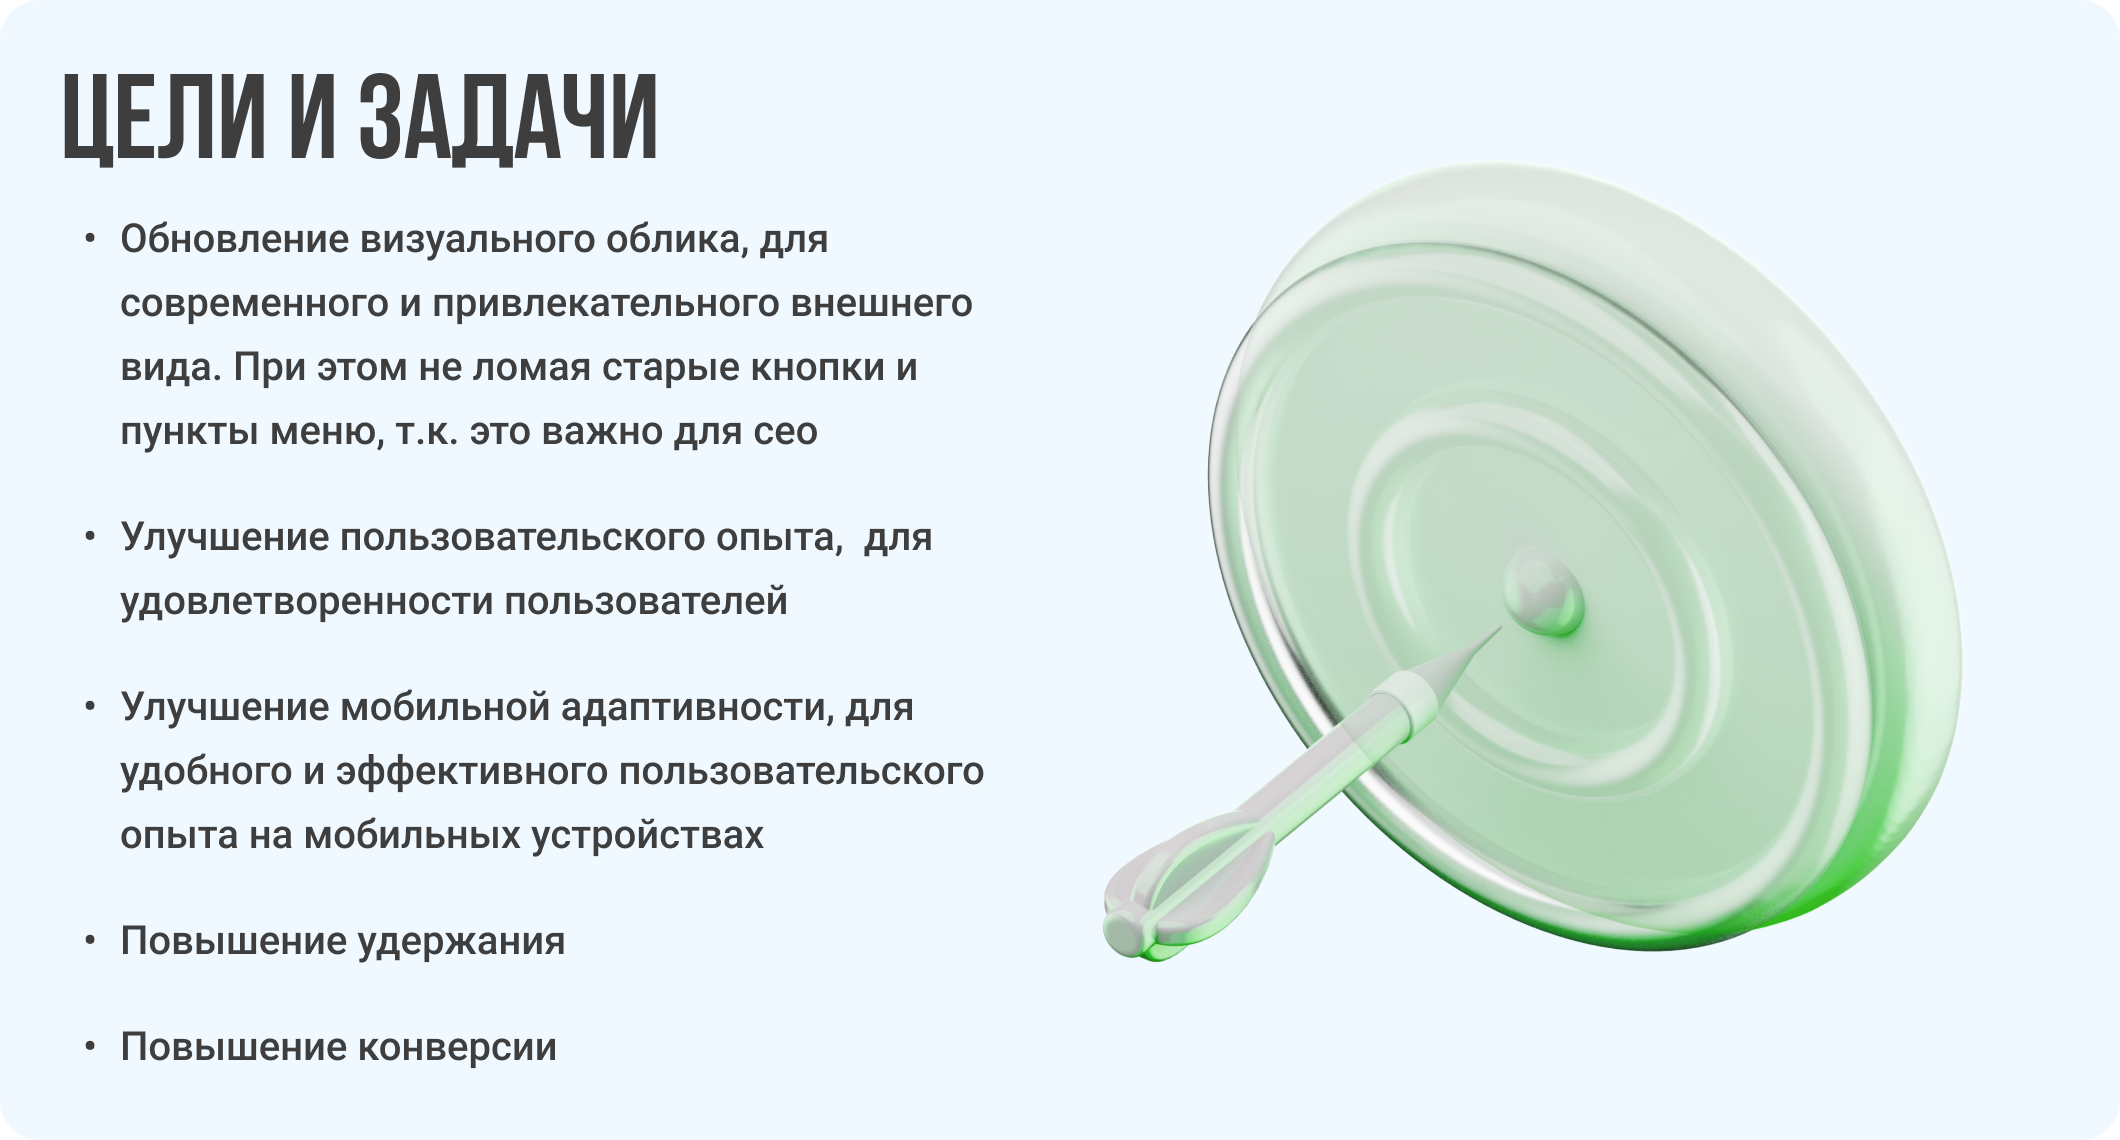 ЦЕЛИ И ЗАДАЧИ
• Обновление визуального облика, для
современного и привлекательного внешнего
вида. При этом не ломая старые кнопки и
пункты меню, т.к. это важно для сео
• Улучшение пользовательского опыта,  для
удовлетворенности пользователей
• Улучшение мобильной адаптивности, для
удобного и эффективного пользовательского
опыта на мобильных устройствах
• Повышение удержания
• Повышение конверсии